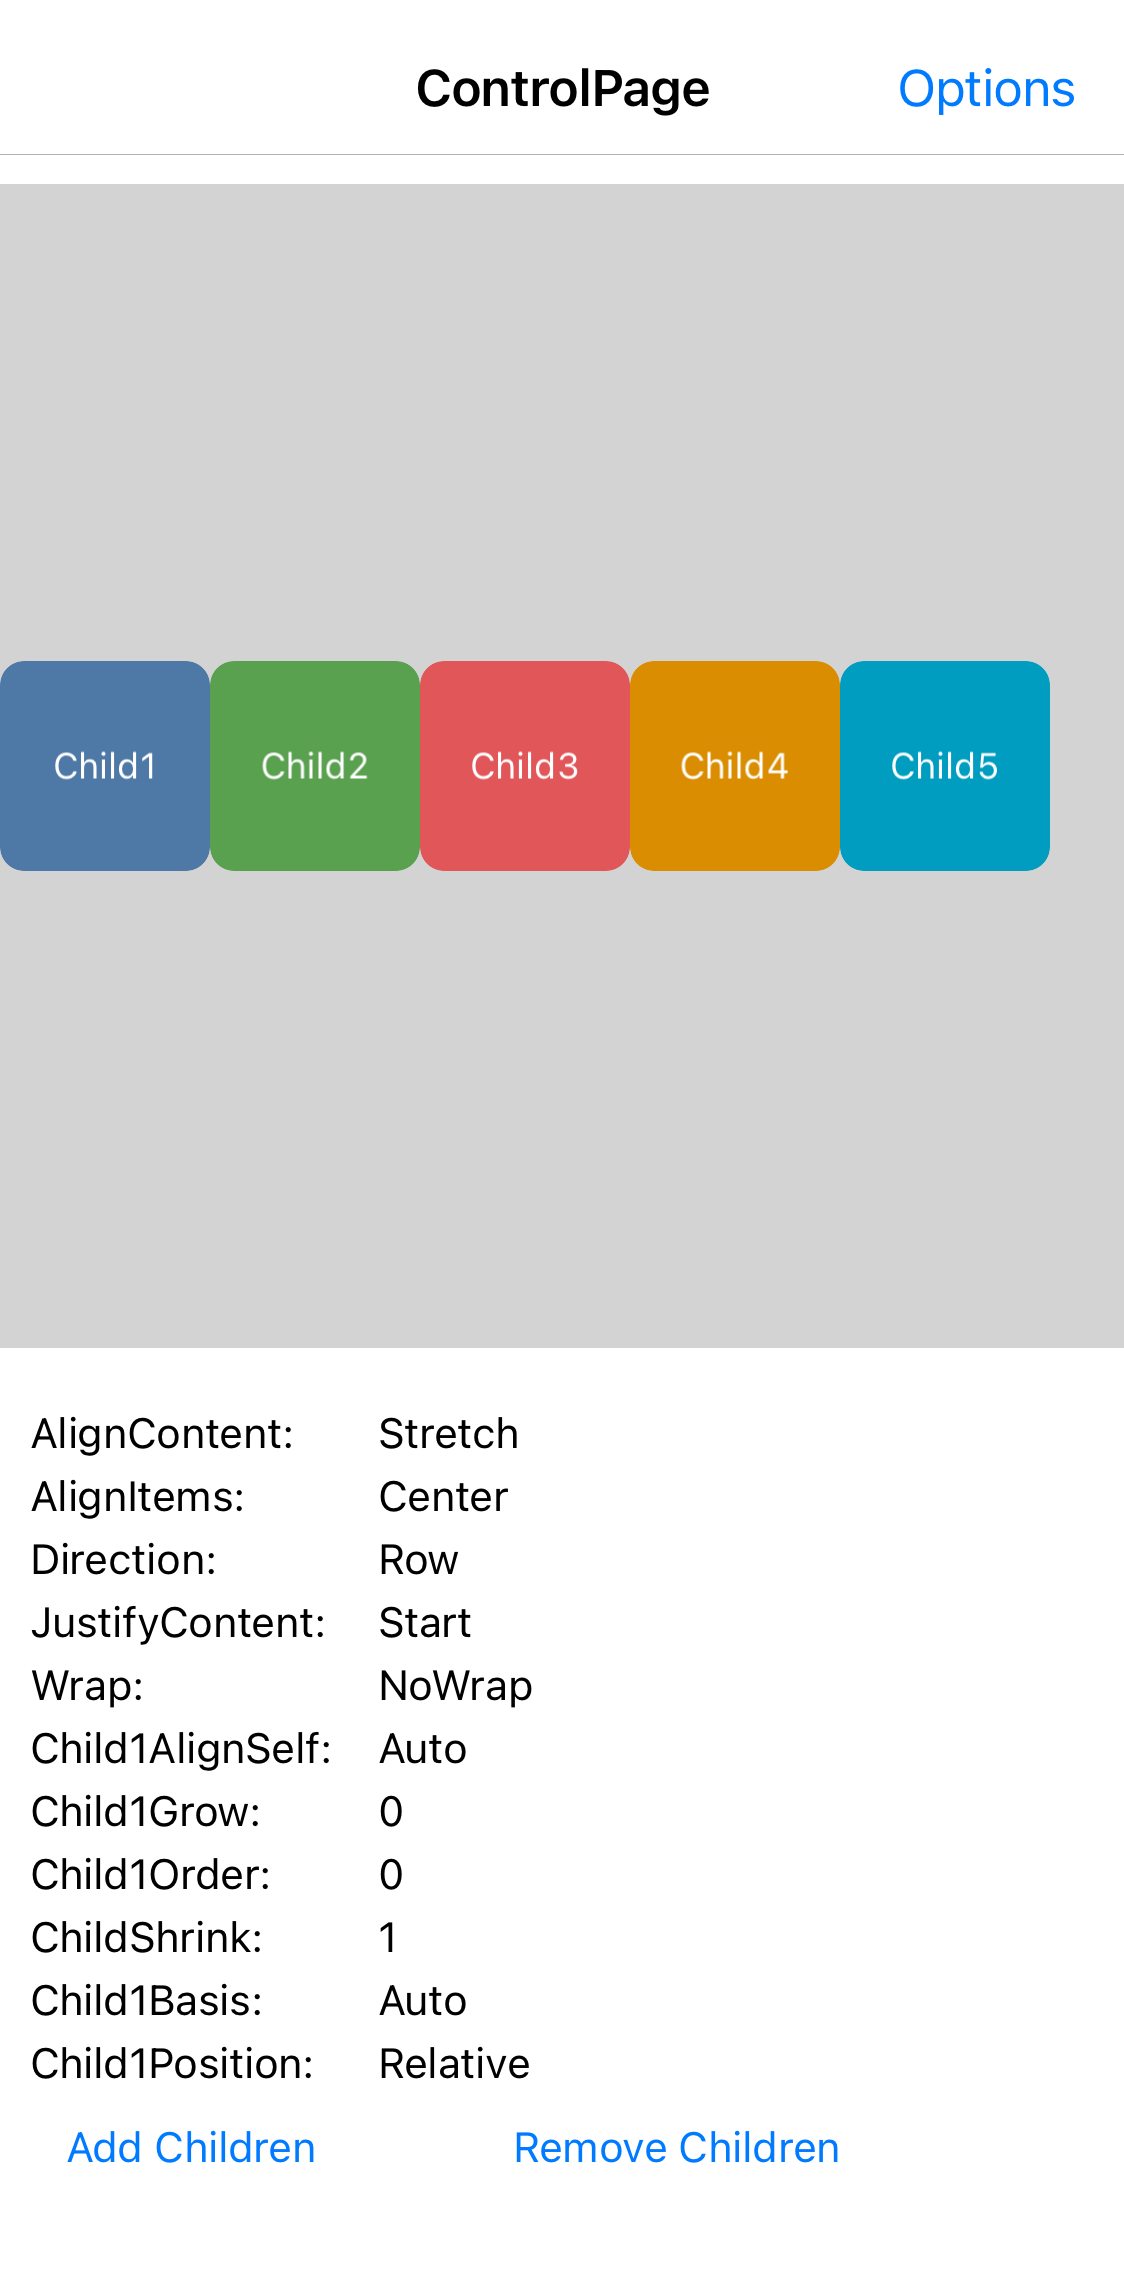 ControlPage Options
Child1 Child2 Child3 Child4 Child5
AlignContent: Stretch
AlignItems: Center
Direction: Row
JustifyContent: Start
Wrap: NoWrap
Child1AlignSelf: Auto
Child1Grow: 0
Child1Order: 0
ChildShrink: 1
Child1Basis: Auto
Child1Position: Relative
Add Children Remove Children